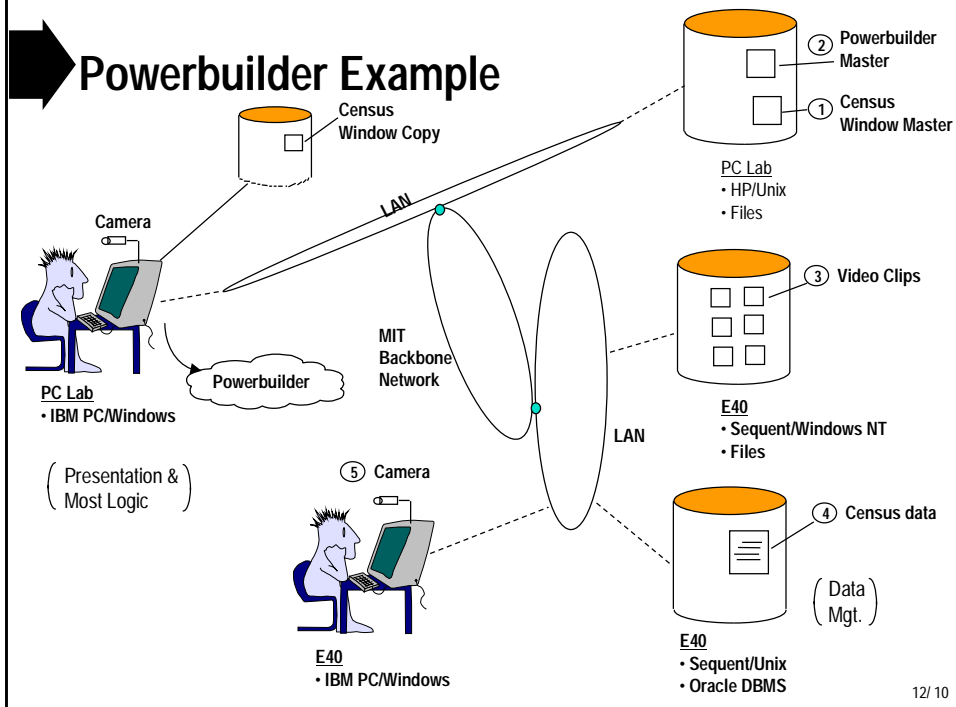 Powerbuilder Example
Census
Window Copy
2 Powerbuilder
Master
1 Census
Window Master
PC Lab
• HP/Unix
• Files
LAN
Camera
3 Video Clips
MIT
Backbone
Network
Powerbuilder
PC Lab
• IBM PC/Windows
E40
• Sequent/Windows NT
• Files
LAN
Presentation &
Most Logic
5 Camera
4 Census data
Data
Mgt.
E40
• IBM PC/Windows
E40
• Sequent/Unix
• Oracle DBMS
12/ 10